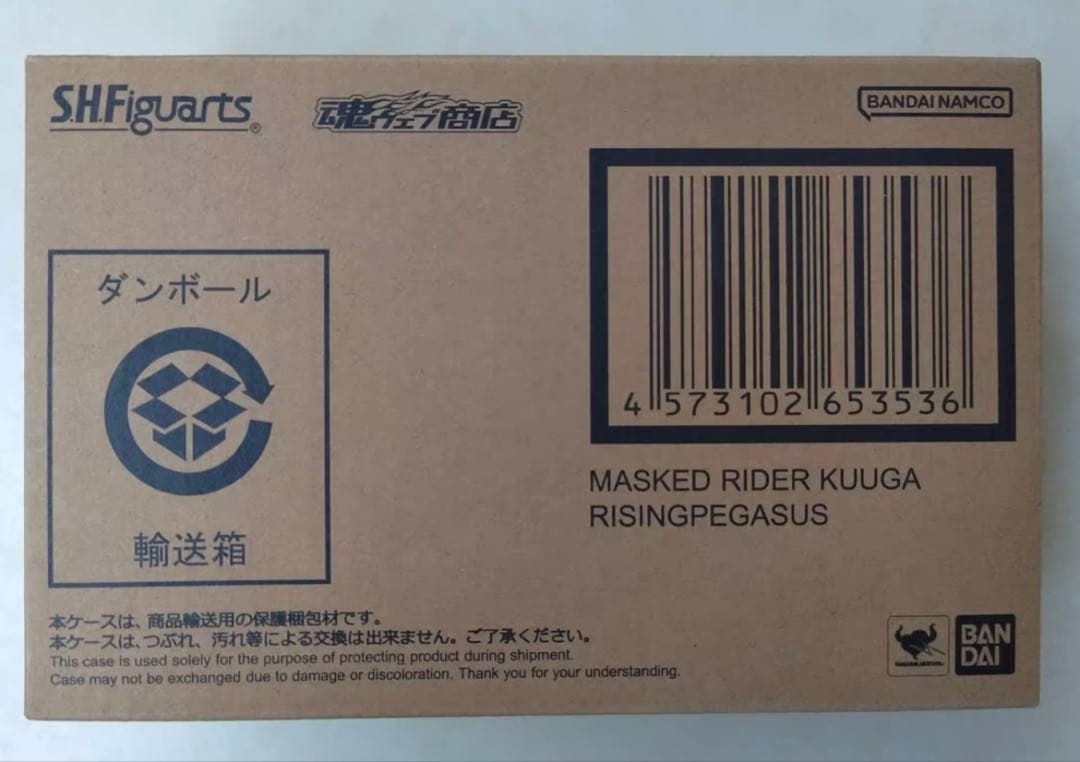 S.H.Figuarts®
魂ウェブ商店
BANDAI NAMCO
4 573102 653536
MASKED RIDER KUUGA
RISINGPEGASUS
ダンボール
輸送箱
本ケースは、商品輸送用の保護梱包材です。
本ケースは、つぶれ、汚れ等による交換は出来ません。ご了承ください。
This case is used solely for the purpose of protecting product during shipment.
Case may not be exchanged due to damage or discoloration. Thank you for your understanding.
BAN
DAI